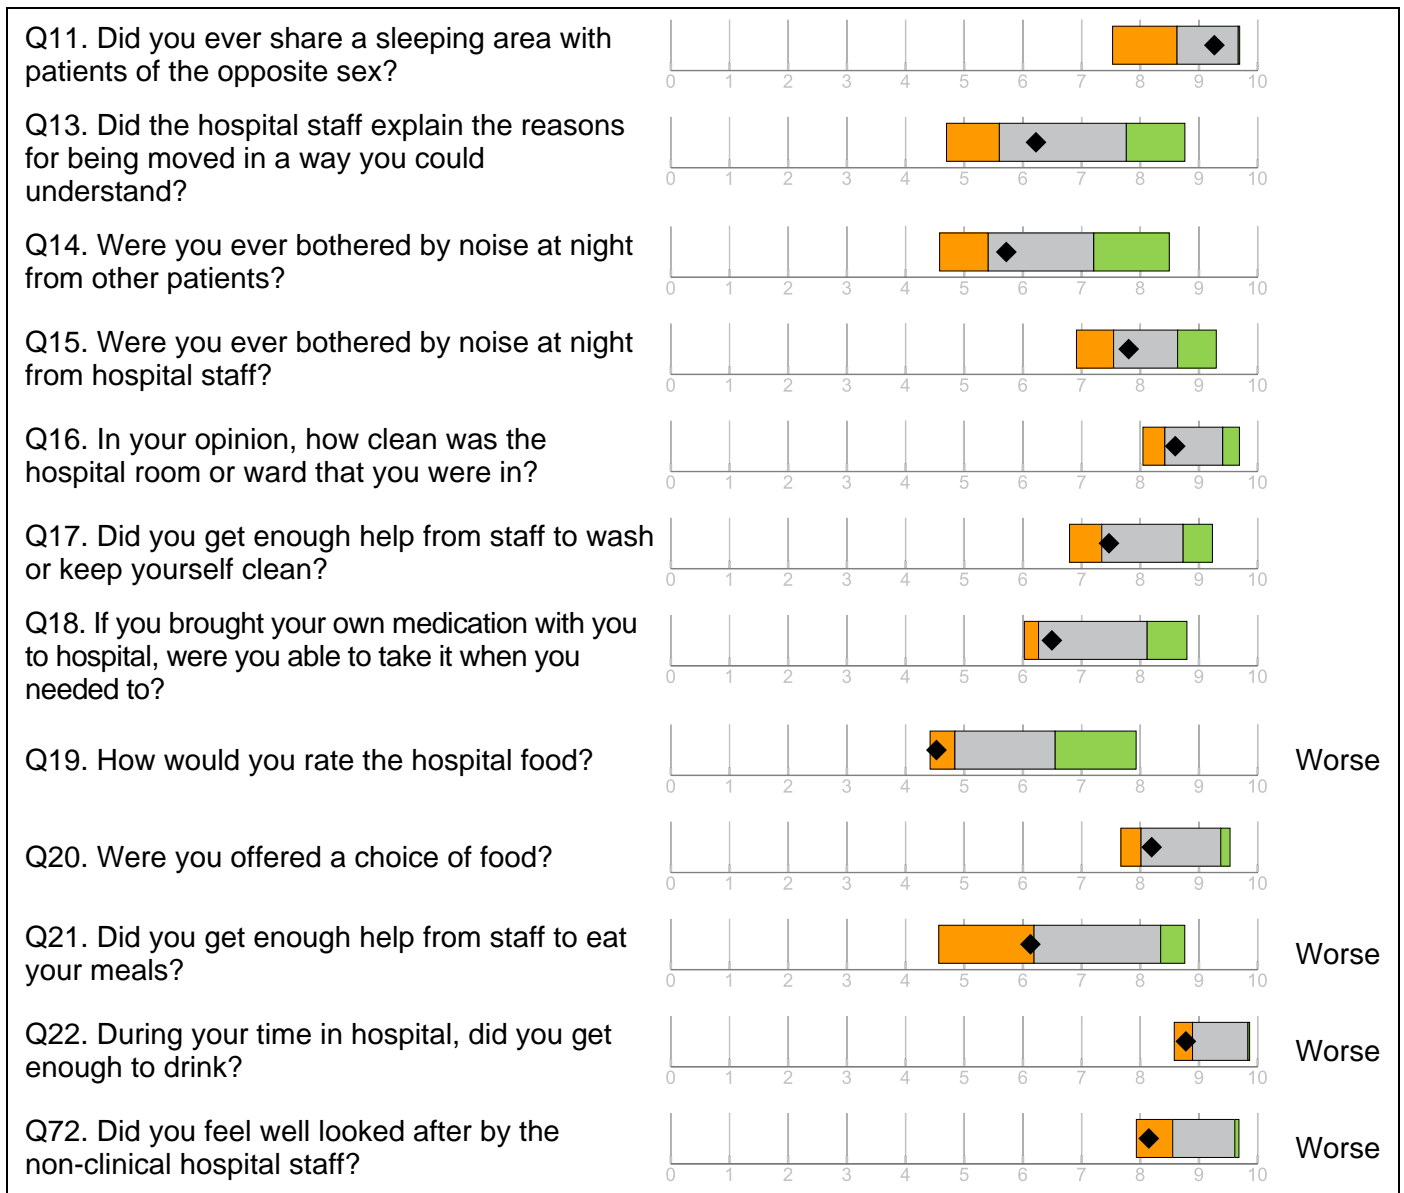 Q11. Did you ever share a sleeping area with
patients of the opposite sex?
0 1 2 3 4 5 6 7 8 9 10
Q13. Did the hospital staff explain the reasons
for being moved in a way you could
understand?
0 1 2 3 4 5 6 7 8 9 10
Q14. Were you ever bothered by noise at night
from other patients?
0 1 2 3 4 5 6 7 8 9 10
Q15. Were you ever bothered by noise at night
from hospital staff?
0 1 2 3 4 5 6 7 8 9 10
Q16. In your opinion, how clean was the
hospital room or ward that you were in?
0 1 2 3 4 5 6 7 8 9 10
Q17. Did you get enough help from staff to wash
or keep yourself clean?
0 1 2 3 4 5 6 7 8 9 10
Q18. If you brought your own medication with you
to hospital, were you able to take it when you
needed to?
0 1 2 3 4 5 6 7 8 9 10
Q19. How would you rate the hospital food?
Worse
0 1 2 3 4 5 6 7 8 9 10
Q20. Were you offered a choice of food?
0 1 2 3 4 5 6 7 8 9 10
Q21. Did you get enough help from staff to eat
your meals?
Worse
0 1 2 3 4 5 6 7 8 9 10
Q22. During your time in hospital, did you get
enough to drink?
Worse
0 1 2 3 4 5 6 7 8 9 10
Q72. Did you feel well looked after by the
non-clinical hospital staff?
Worse
0 1 2 3 4 5 6 7 8 9 10